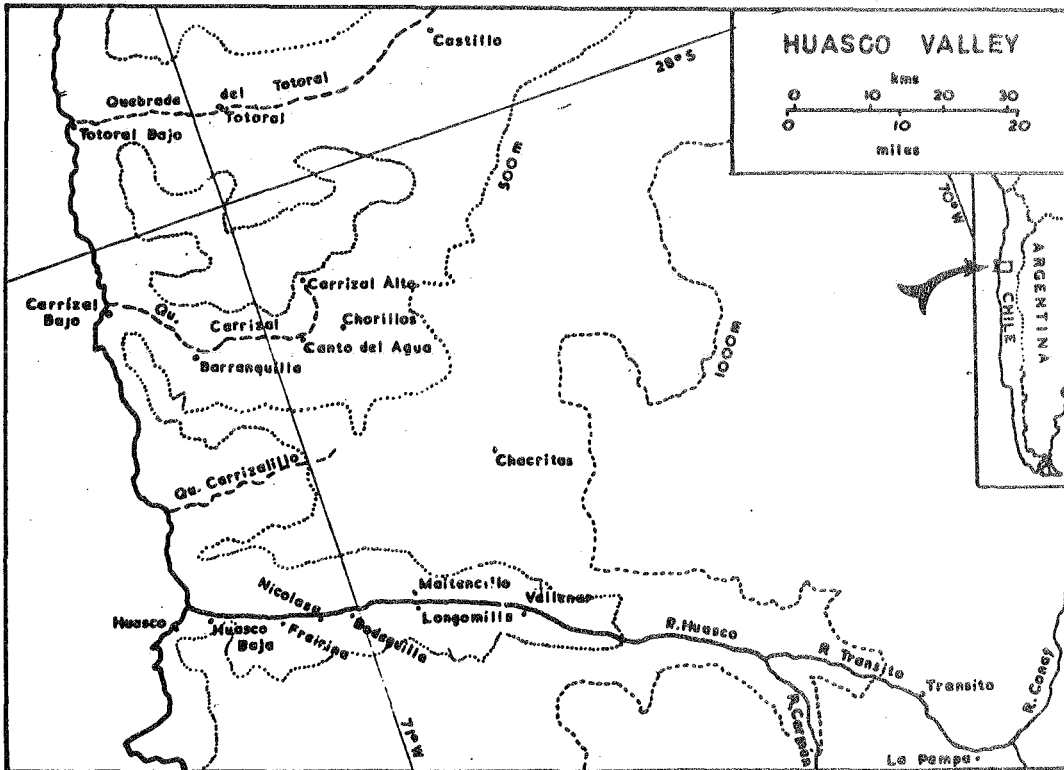 HUASCO VALLEY
kms
0 10 20 30
0 10 20
miles
Castillo
28° S
Quebrada del Totoral
Totoral
Totoral Bajo
500 m
70° W
ARGENTINA
CHILE
Carrizal Alto
Carrizal
Bajo
Qu. Carrizal
Chorillos
Canto del Agua
Barranquilla
1000 m
Chacritas
Qu. Carrizalillo
Nicolasa
Maitencillo
Vallenar
Huasco
Huasco
Baja
Freirina
Bodeguilla
Longomilla
R. Huasco
R. Transito
Transito
R. Conay
R. Carmen
71° W
La Pampa